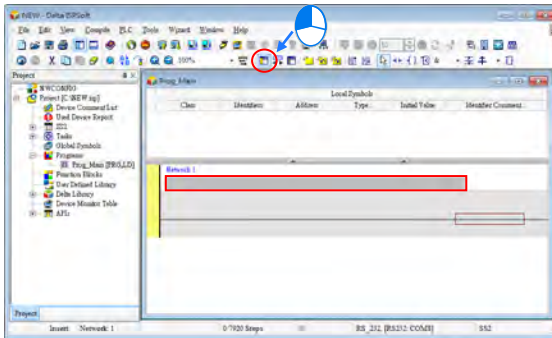 NEW - Delta ISPSoft
File Edit View Compile PLC Tools Wizard Window Help
100%
Project
NWCONFIG
Project [C:\NEW.isp]
Device Comment List
Used Device Report
Tasks
Global Symbols
Programs
Prog_Main [PRG,LD]
Function Blocks
User Defined Library
Delta Library
Device Monitor Table
APIs
Project
Prog_Main
Local Symbols
Class Identifiers Address Type... Initial Value Identifier Comment...
Network 1
Insert Network: 1 0/7920 Steps RS_232, [RS232: COM8] SS2